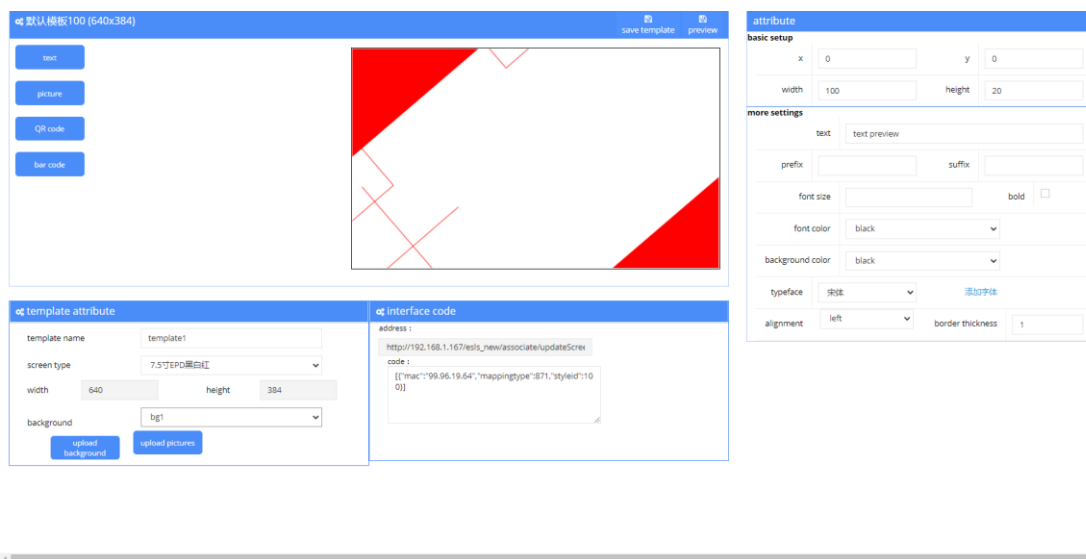 默认模板100 (640x384)
save template
preview
text
picture
QR code
bar code
template attribute
template name
template1
screen type
7.5寸EPD黑白红
width
640
height
384
background
bg1
upload background
upload pictures
interface code
address :
http://192.168.1.167/esls_new/associate/updateScree
code :
[{"mac":"99.96.19.64","mappingtype":871,"styleid":10
0}]
attribute
basic setup
x
0
y
0
width
100
height
20
more settings
text
text preview
prefix
suffix
font size
bold
font color
black
background color
black
typeface
宋体
添加字体
alignment
left
border thickness
1